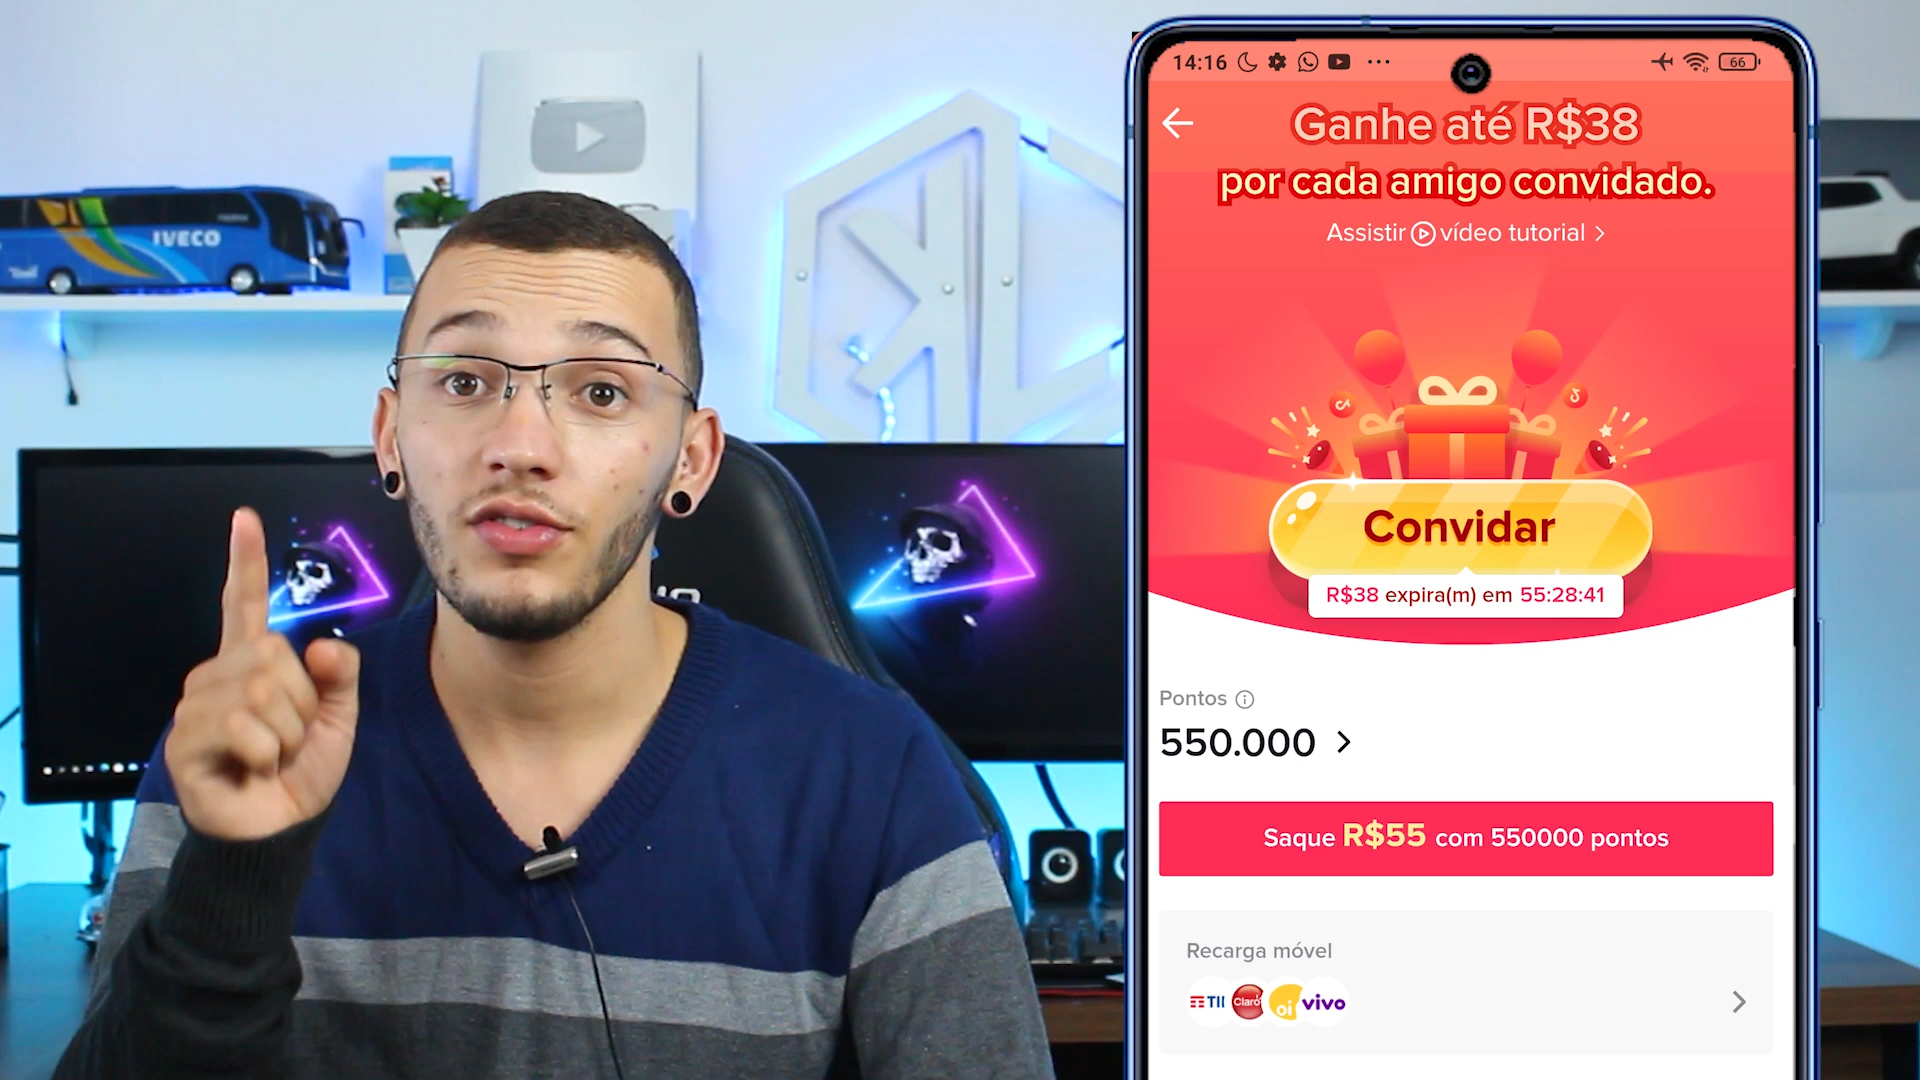 IVECO
14:16
66
Ganhe até R$38
por cada amigo convidado.
Assistir vídeo tutorial >
Convidar
R$38 expira(m) em 55:28:41
Pontos
550.000 >
Saque R$55 com 550000 pontos
Recarga móvel
Claro
oi
vivo